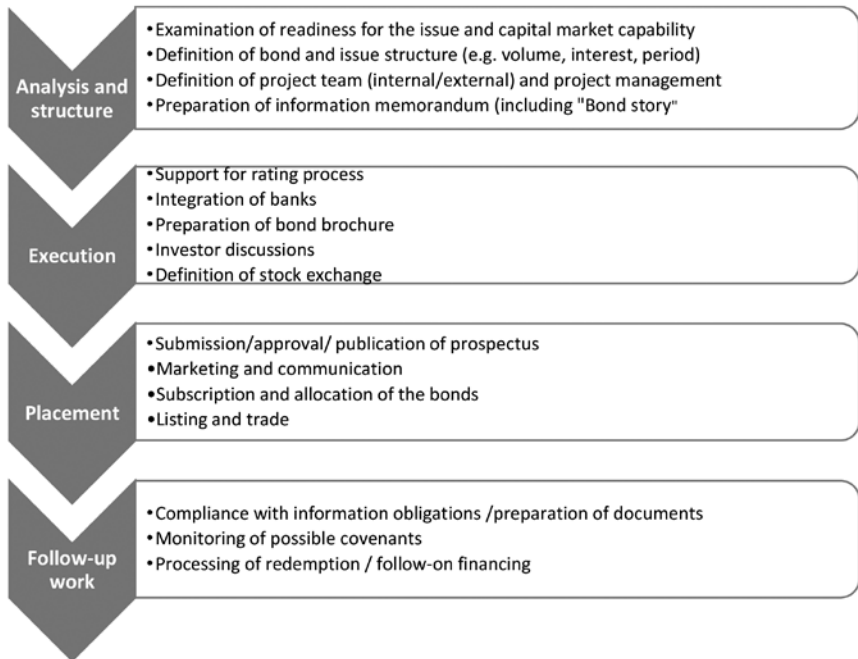 Analysis and
structure
•Examination of readiness for the issue and capital market capability
•Definition of bond and issue structure (e.g. volume, interest, period)
•Definition of project team (internal/external) and project management
•Preparation of information memorandum (including "Bond story"
Execution
•Support for rating process
•Integration of banks
•Preparation of bond brochure
•Investor discussions
•Definition of stock exchange
Placement
•Submission/approval/ publication of prospectus
•Marketing and communication
•Subscription and allocation of the bonds
•Listing and trade
Follow-up
work
•Compliance with information obligations /preparation of documents
•Monitoring of possible covenants
•Processing of redemption / follow-on financing